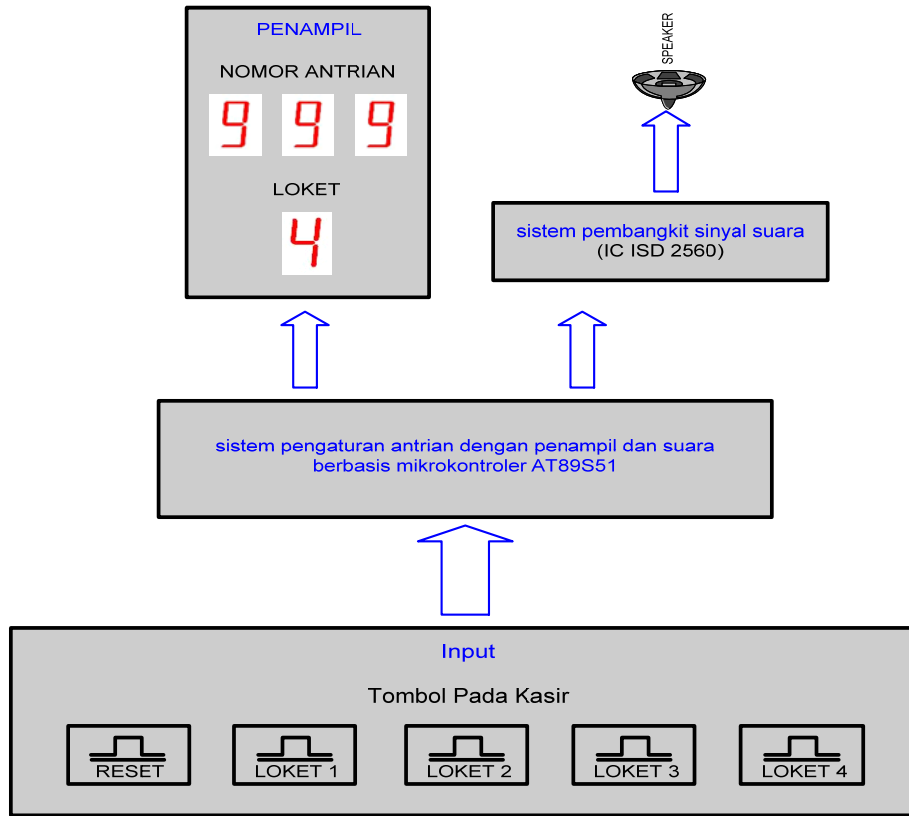 PENAMPIL
NOMOR ANTRIAN
9 9 9
LOKET
4
SPEAKER
sistem pembangkit sinyal suara
(IC ISD 2560)
sistem pengaturan antrian dengan penampil dan suara
berbasis mikrokontroler AT89S51
Input
Tombol Pada Kasir
RESET
LOKET 1
LOKET 2
LOKET 3
LOKET 4